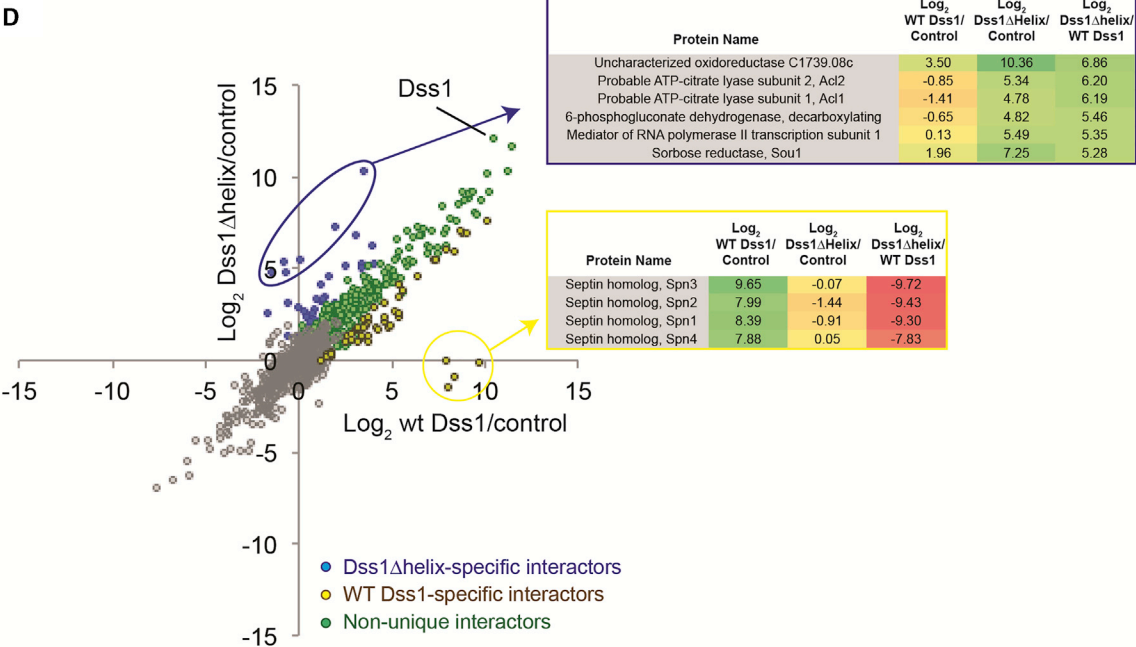 D
Log2 WT Dss1/ Control
Log2 Dss1ΔHelix/ Control
Log2 Dss1Δhelix/ WT Dss1
Protein Name
Uncharacterized oxidoreductase C1739.08c 3.50 10.36 6.86
Probable ATP-citrate lyase subunit 2, Acl2 -0.85 5.34 6.20
Probable ATP-citrate lyase subunit 1, Acl1 -1.41 4.78 6.19
6-phosphogluconate dehydrogenase, decarboxylating -0.65 4.82 5.46
Mediator of RNA polymerase II transcription subunit 1 0.13 5.49 5.35
Sorbose reductase, Sou1 1.96 7.25 5.28
Log2 WT Dss1/ Control
Log2 Dss1ΔHelix/ Control
Log2 Dss1Δhelix/ WT Dss1
Protein Name
Septin homolog, Spn3 9.65 -0.07 -9.72
Septin homolog, Spn2 7.99 -1.44 -9.43
Septin homolog, Spn1 8.39 -0.91 -9.30
Septin homolog, Spn4 7.88 0.05 -7.83
Dss1
Log2 Dss1Δhelix/control
15
10
5
0
-5
-10
-15
-15 -10 -5 0 5 10 15
Log2 wt Dss1/control
Dss1Δhelix-specific interactors
WT Dss1-specific interactors
Non-unique interactors